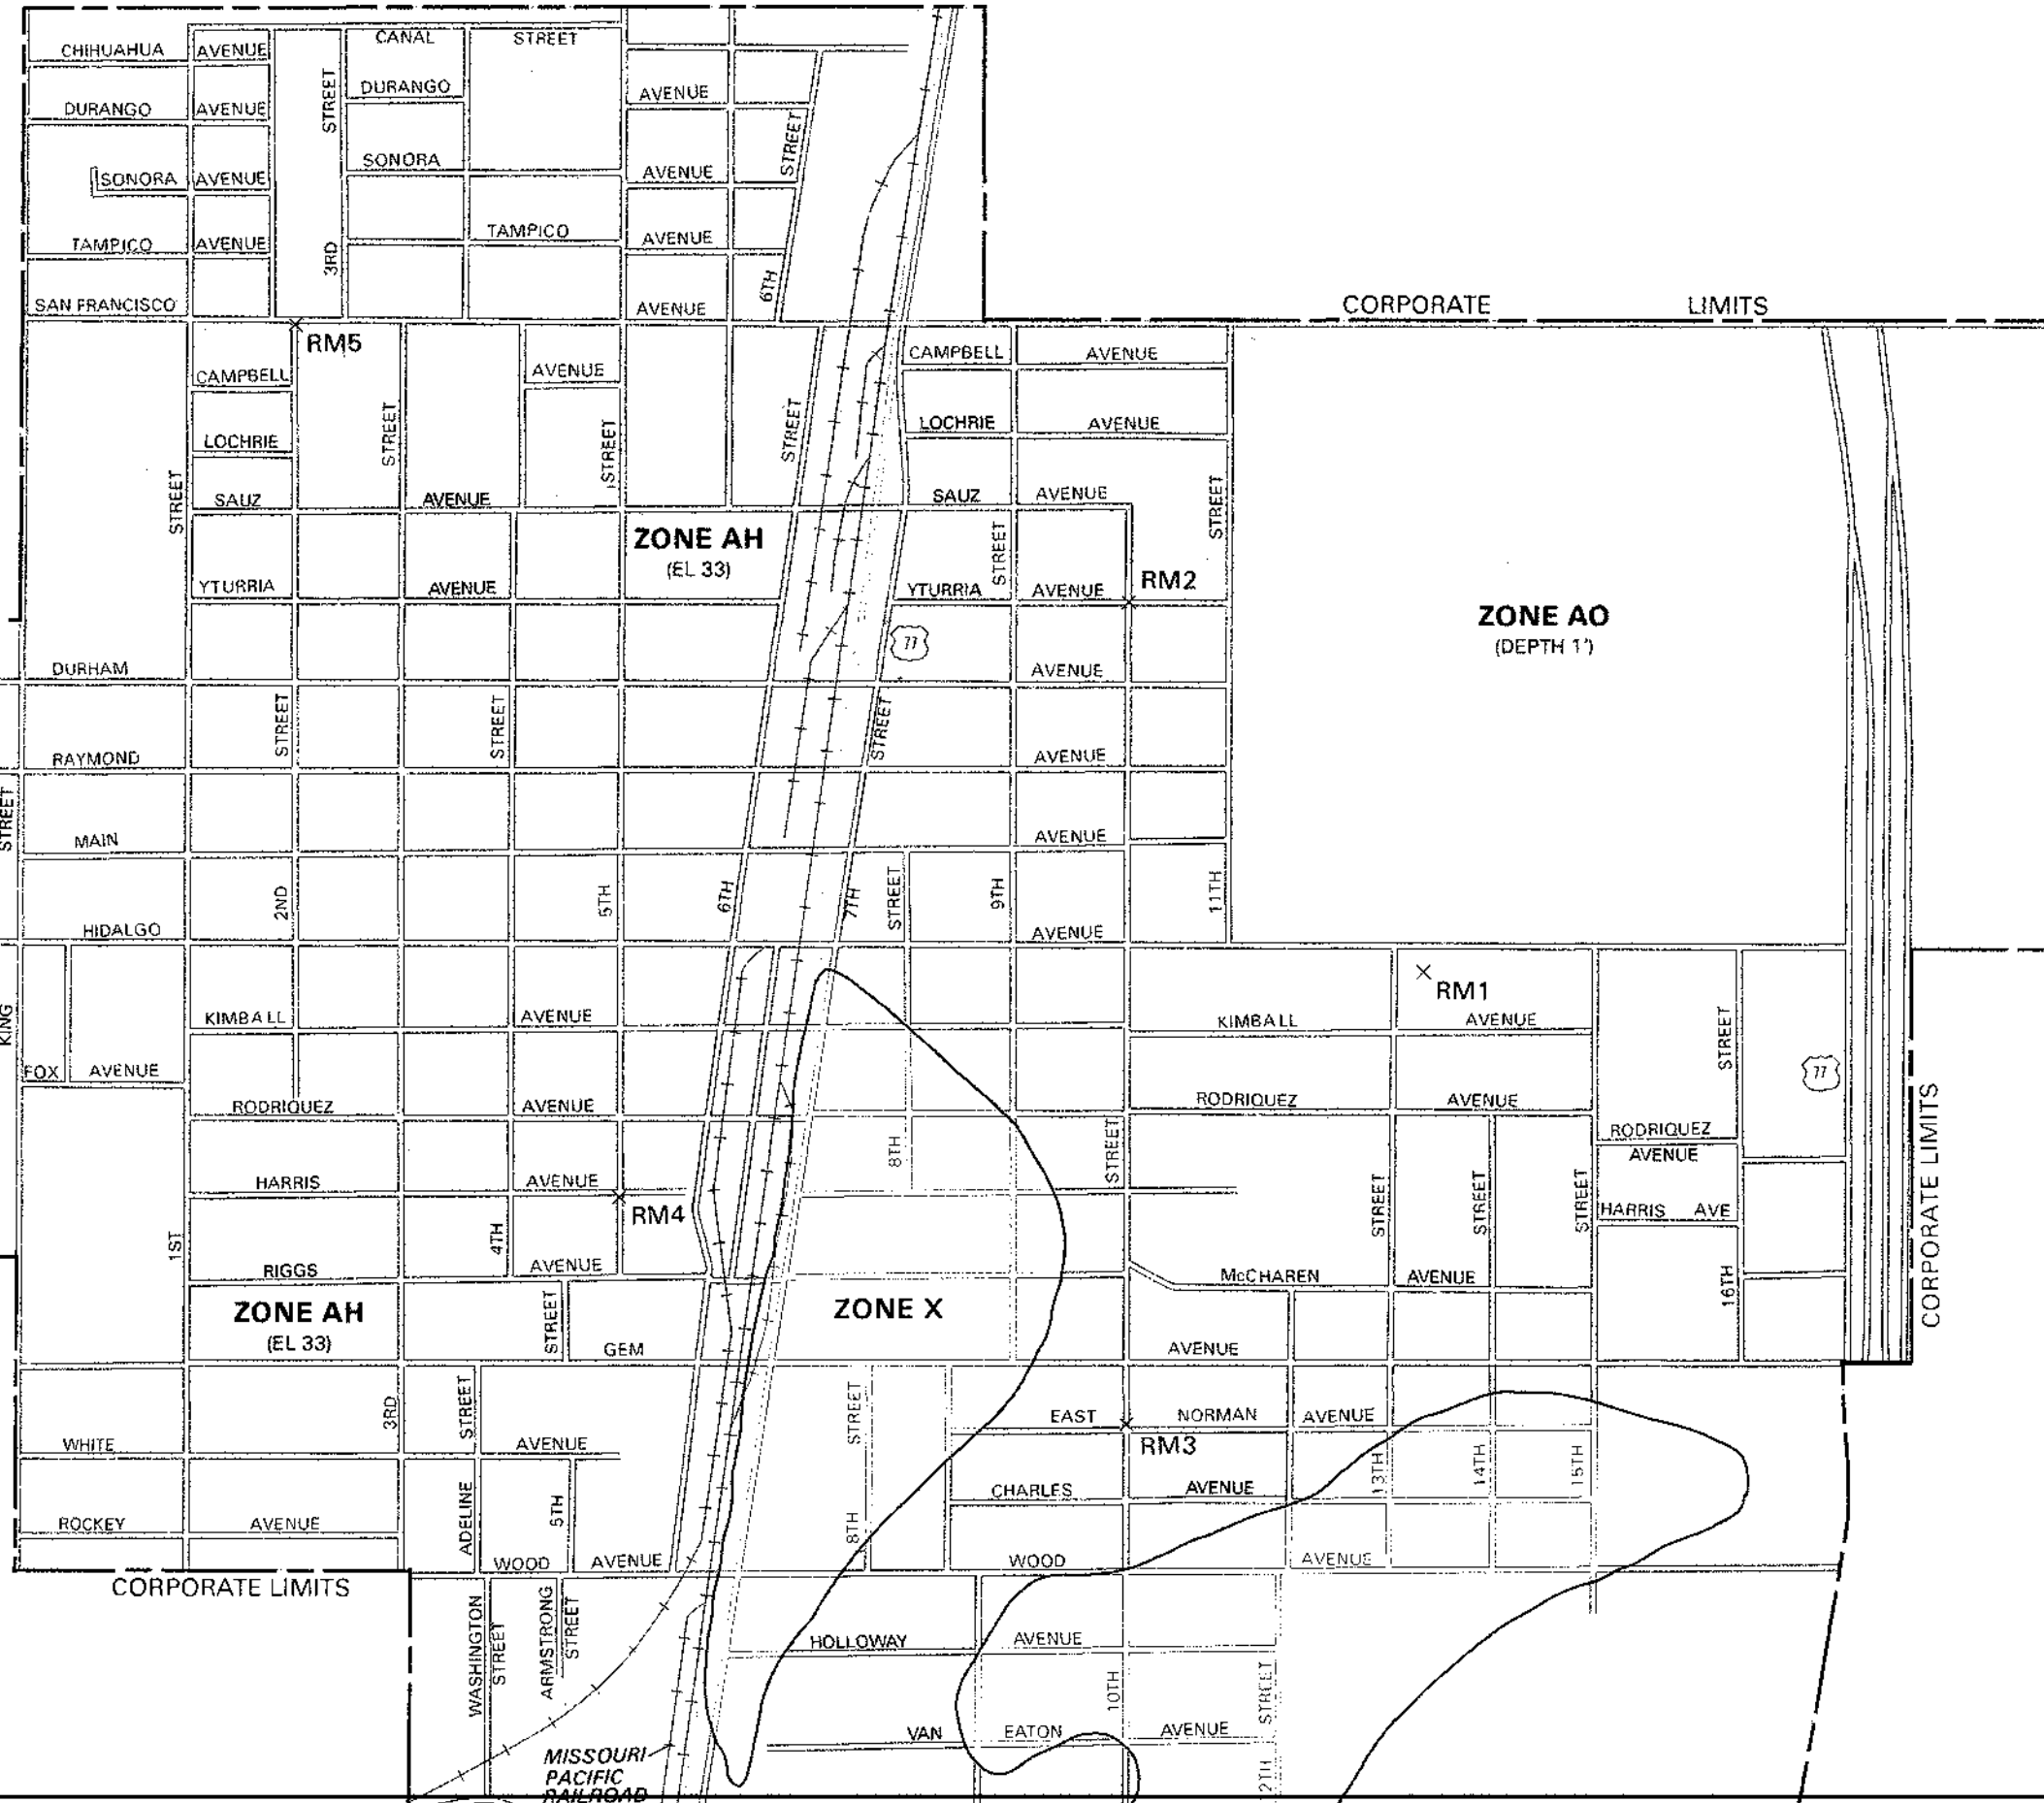 CHIHUAHUA AVENUE CANAL STREET
DURANGO AVENUE STREET DURANGO AVENUE
SONORA AVENUE SONORA AVENUE STREET
TAMPICO AVENUE 3RD TAMPICO AVENUE
SAN FRANCISCO AVENUE 6TH
CORPORATE LIMITS
RM5
CAMPBELL AVENUE CAMPBELL AVENUE
LOCHRIE STREET STREET STREET LOCHRIE AVENUE
STREET SAUZ AVENUE SAUZ AVENUE STREET
ZONE AH
(EL 33)
STREET
YTURRIA AVENUE YTURRIA AVENUE RM2
ZONE AO
(DEPTH 1')
77
DURHAM AVENUE
STREET STREET STREET
RAYMOND AVENUE
STREET
MAIN AVENUE
2ND 5TH 6TH 7TH STREET 9TH 11TH
HIDALGO AVENUE
RM1
KING
KIMBALL AVENUE KIMBALL AVENUE STREET
FOX AVENUE
77
RODRIQUEZ AVENUE RODRIQUEZ AVENUE
RODRIQUEZ
AVENUE
8TH STREET
HARRIS AVENUE STREET STREET STREET HARRIS AVE
RM4
CORPORATE LIMITS
1ST 4TH
RIGGS AVENUE McCHAREN AVENUE 16TH
ZONE AH
(EL 33)
ZONE X
STREET GEM AVENUE
3RD STREET STREET
EAST NORMAN AVENUE
WHITE AVENUE RM3
13TH 14TH 15TH
CHARLES AVENUE
ROCKEY AVENUE ADELINE 5TH 8TH
WOOD AVENUE WOOD AVENUE
CORPORATE LIMITS
WASHINGTON
STREET
ARMSTRONG
STREET
HOLLOWAY AVENUE
10TH STREET
VAN EATON AVENUE
MISSOURI
PACIFIC
RAILROAD